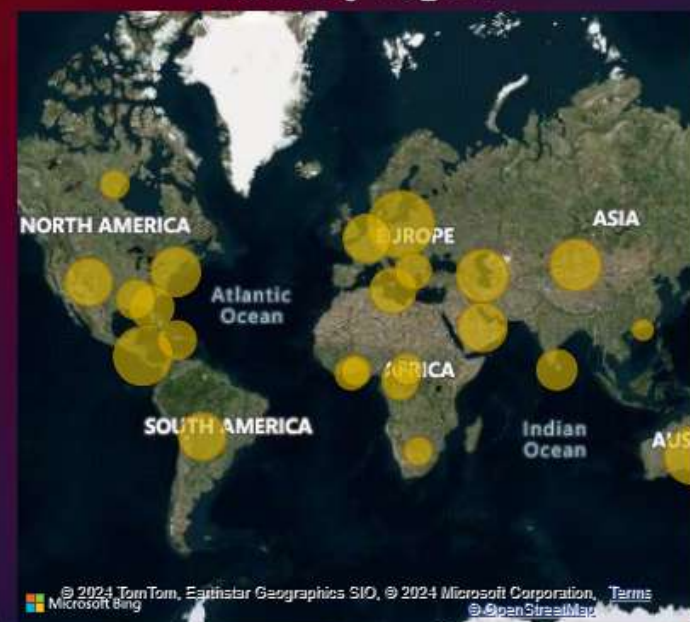 NORTH AMERICA
EUROPE
ASIA
Atlantic
Ocean
AFRICA
SOUTH AMERICA
Indian
Ocean
AUS
© 2024 TomTom, Earthstar Geographics SIO, © 2024 Microsoft Corporation, Terms
Microsoft Bing
© OpenStreetMap